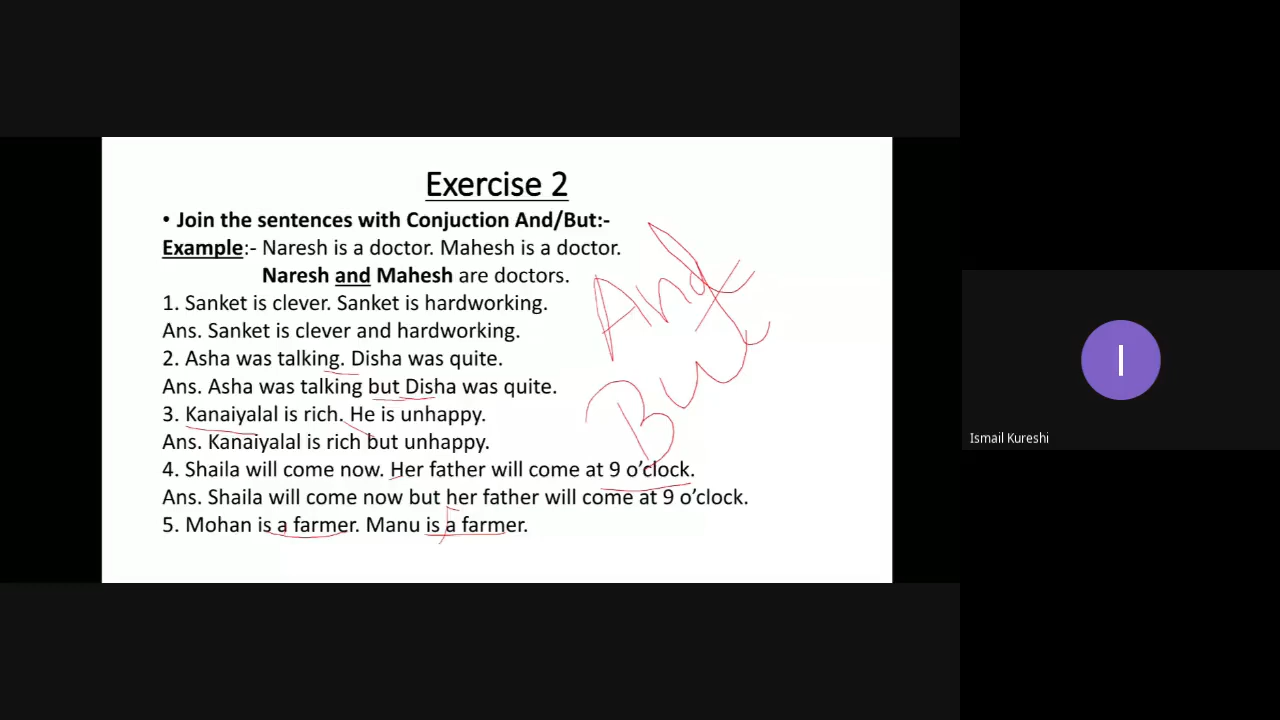 Exercise 2
• Join the sentences with Conjuction And/But:-
Example:- Naresh is a doctor. Mahesh is a doctor.
Naresh and Mahesh are doctors.
1. Sanket is clever. Sanket is hardworking.
Ans. Sanket is clever and hardworking.
2. Asha was talking. Disha was quite.
Ans. Asha was talking but Disha was quite.
3. Kanaiyalal is rich. He is unhappy.
Ans. Kanaiyalal is rich but unhappy.
4. Shaila will come now. Her father will come at 9 o’clock.
Ans. Shaila will come now but her father will come at 9 o’clock.
5. Mohan is a farmer. Manu is a farmer.
And
But
I
Ismail Kureshi